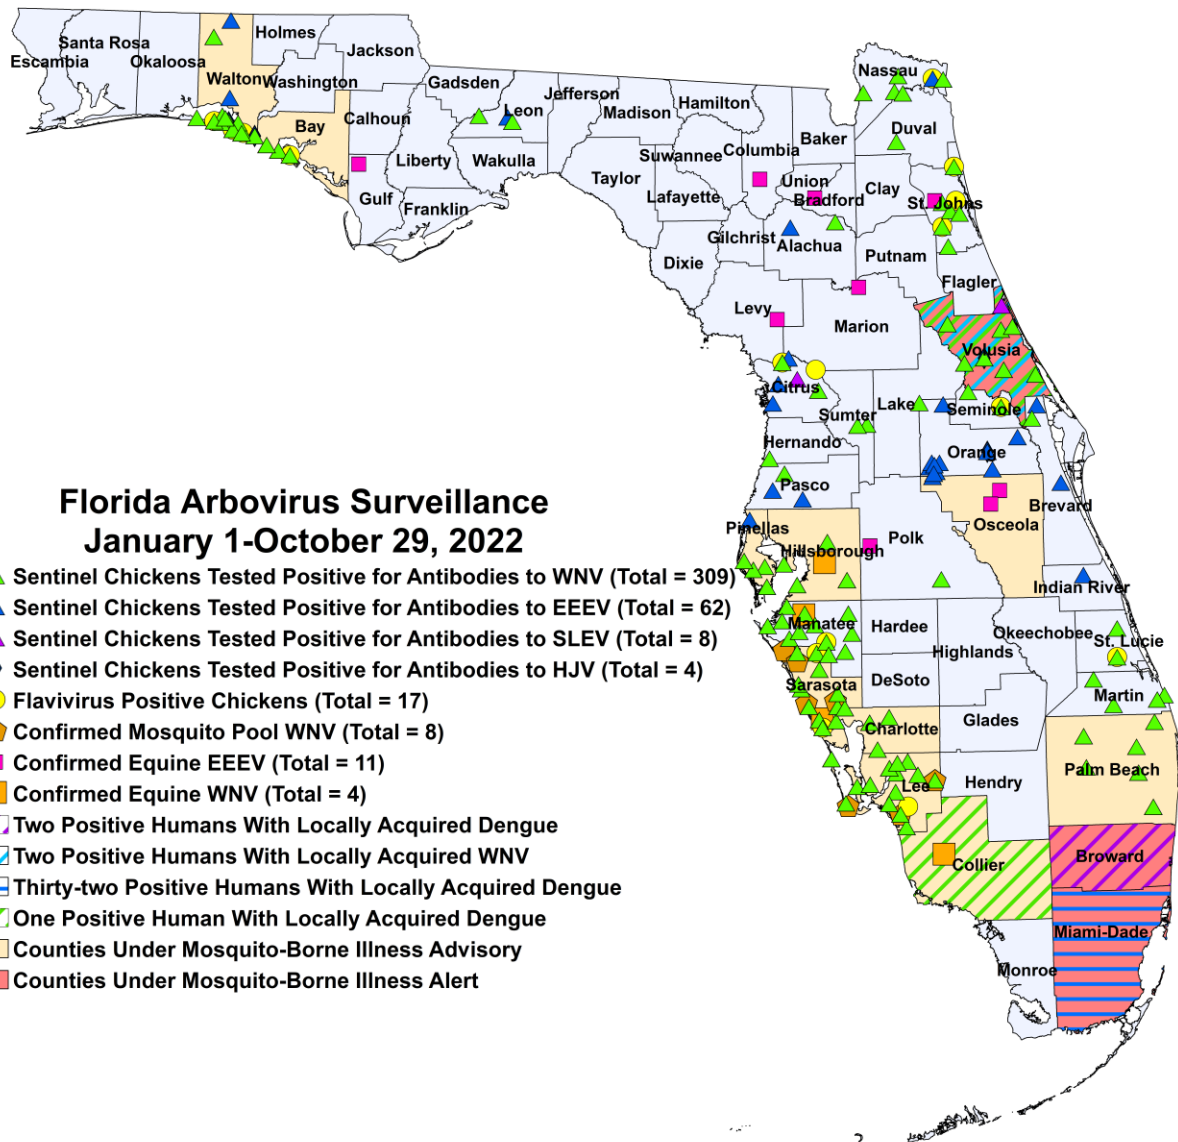 Holmes
Santa Rosa
Jackson
Escambia
Okaloosa
Walton
Washington
Gadsden
Jefferson
Leon
Madison
Hamilton
Nassau
Bay
Calhoun
Liberty
Wakulla
Suwannee
Columbia
Baker
Duval
Taylor
Union
Lafayette
Bradford
Clay
St. Johns
Gulf
Franklin
Gilchrist
Alachua
Putnam
Dixie
Flagler
Levy
Marion
Volusia
Citrus
Sumter
Lake
Seminole
Hernando
Orange
Pasco
Brevard
Osceola
Pinellas
Hillsborough
Polk
Indian River
Manatee
Hardee
Okeechobee
St. Lucie
Highlands
Sarasota
DeSoto
Martin
Charlotte
Glades
Lee
Hendry
Palm Beach
Collier
Broward
Miami-Dade
Monroe
Florida Arbovirus Surveillance
January 1-October 29, 2022
Sentinel Chickens Tested Positive for Antibodies to WNV (Total = 309)
Sentinel Chickens Tested Positive for Antibodies to EEEV (Total = 62)
Sentinel Chickens Tested Positive for Antibodies to SLEV (Total = 8)
Sentinel Chickens Tested Positive for Antibodies to HJV (Total = 4)
Flavivirus Positive Chickens (Total = 17)
Confirmed Mosquito Pool WNV (Total = 8)
Confirmed Equine EEEV (Total = 11)
Confirmed Equine WNV (Total = 4)
Two Positive Humans With Locally Acquired Dengue
Two Positive Humans With Locally Acquired WNV
Thirty-two Positive Humans With Locally Acquired Dengue
One Positive Human With Locally Acquired Dengue
Counties Under Mosquito-Borne Illness Advisory
Counties Under Mosquito-Borne Illness Alert